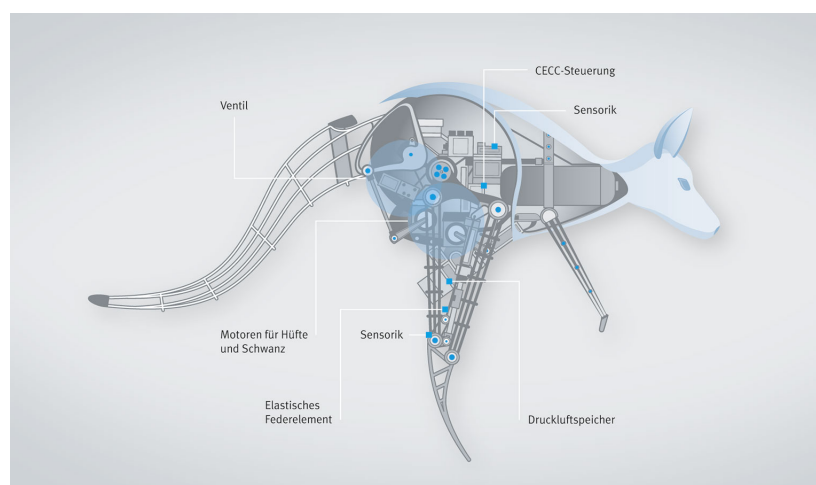 CECC-Steuerung
Ventil
Sensorik
Motoren für Hüfte
und Schwanz
Sensorik
Elastisches
Federelement
Druckluftspeicher